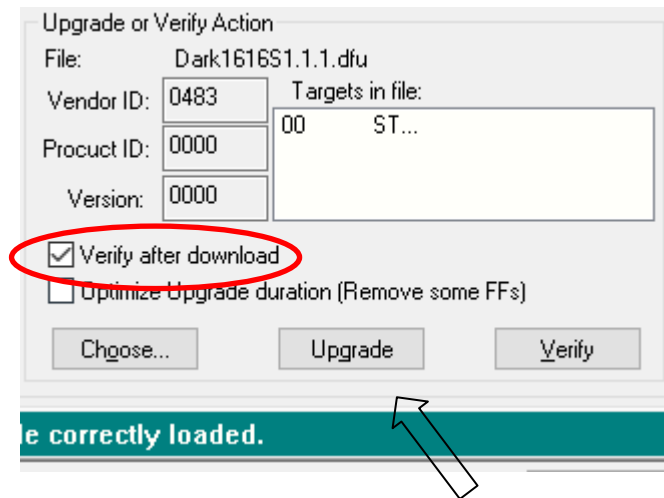 Upgrade or Verify Action
File: Dark1616S1.1.1.dfu
Vendor ID: 0483 Targets in file:
00 ST...
Procuct ID: 0000
Version: 0000
Verify after download
Optimize Upgrade duration (Remove some FFs)
Choose... Upgrade Verify
le correctly loaded.